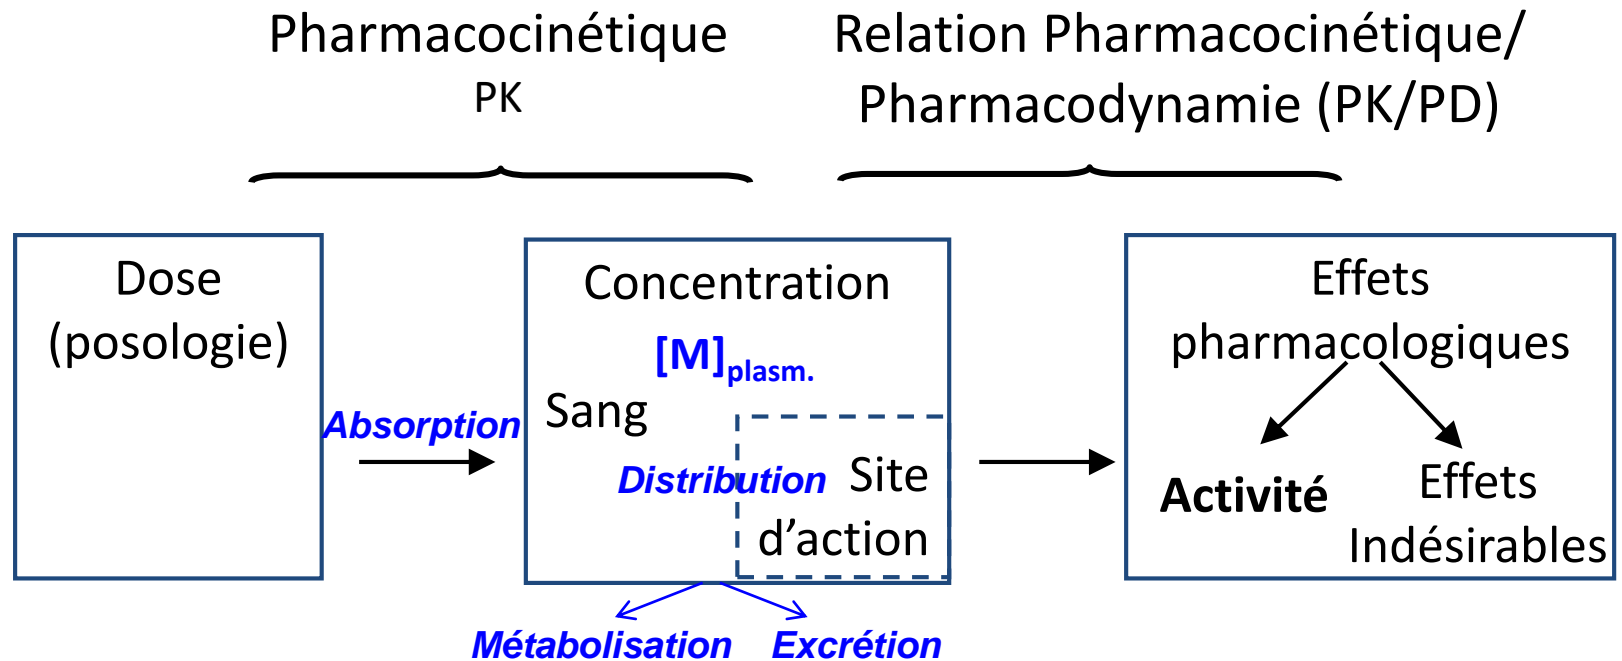 Pharmacocinétique
PK
Relation Pharmacocinétique/
Pharmacodynamie (PK/PD)
Dose
(posologie)
Absorption
Concentration
[M]plasm.
Sang
Distribution
Site
d’action
Métabolisation
Excrétion
Effets
pharmacologiques
Activité
Effets
Indésirables